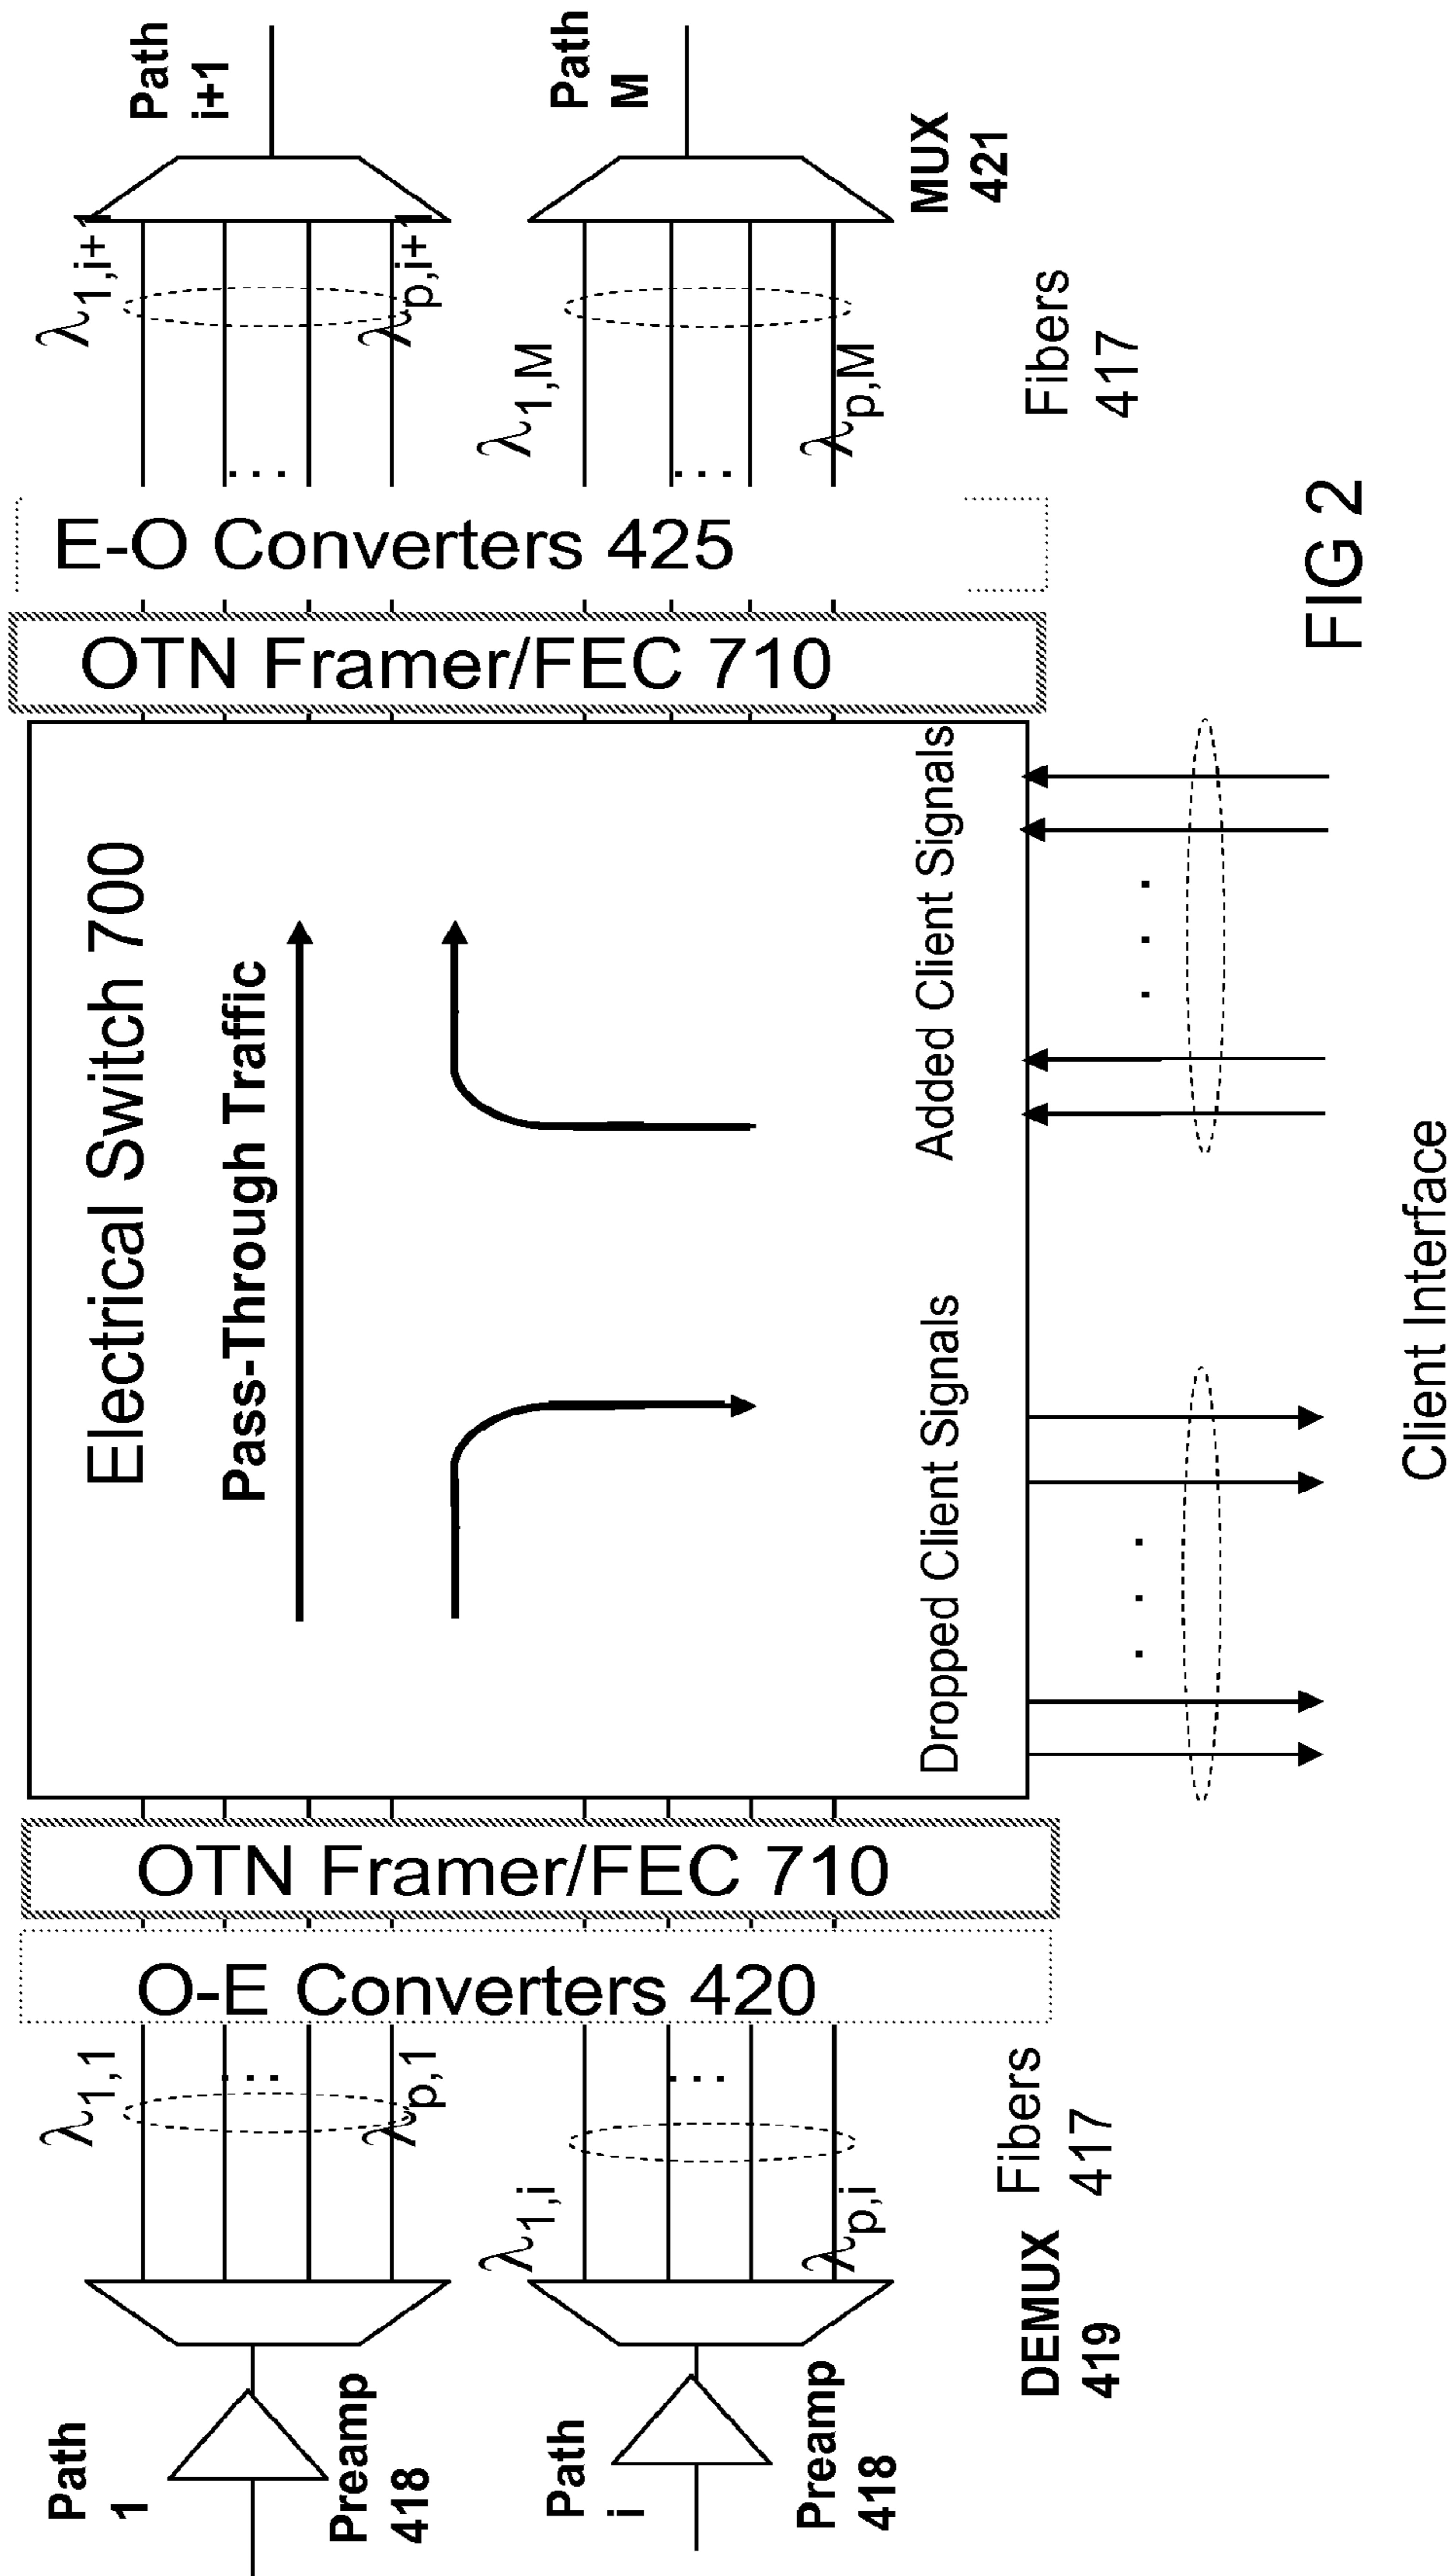 Path
1
Preamp
418
Path
i
Preamp
418
DEMUX
419
λ1,1
λp,1
...
λ1,i
λp,i
...
Fibers
417
O-E Converters 420
OTN Framer/FEC 710
Electrical Switch 700
Pass-Through Traffic
Dropped Client Signals
Added Client Signals
. . .
. . .
Client Interface
OTN Framer/FEC 710
E-O Converters 425
λ1,i+1
λp,i+1
...
λ1,M
λp,M
...
Fibers
417
Path
i+1
Path
M
MUX
421
FIG 2